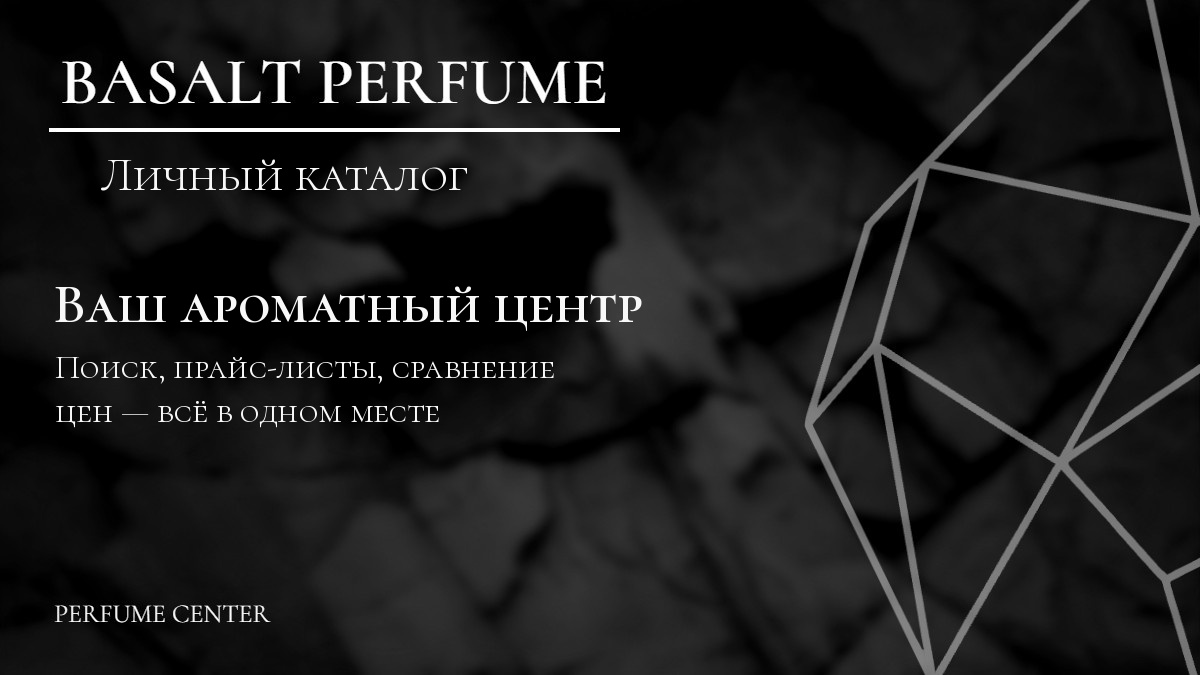 BASALT PERFUME
Личный каталог
Ваш ароматный центр
Поиск, прайс-листы, сравнение
цен — всё в одном месте
PERFUME CENTER